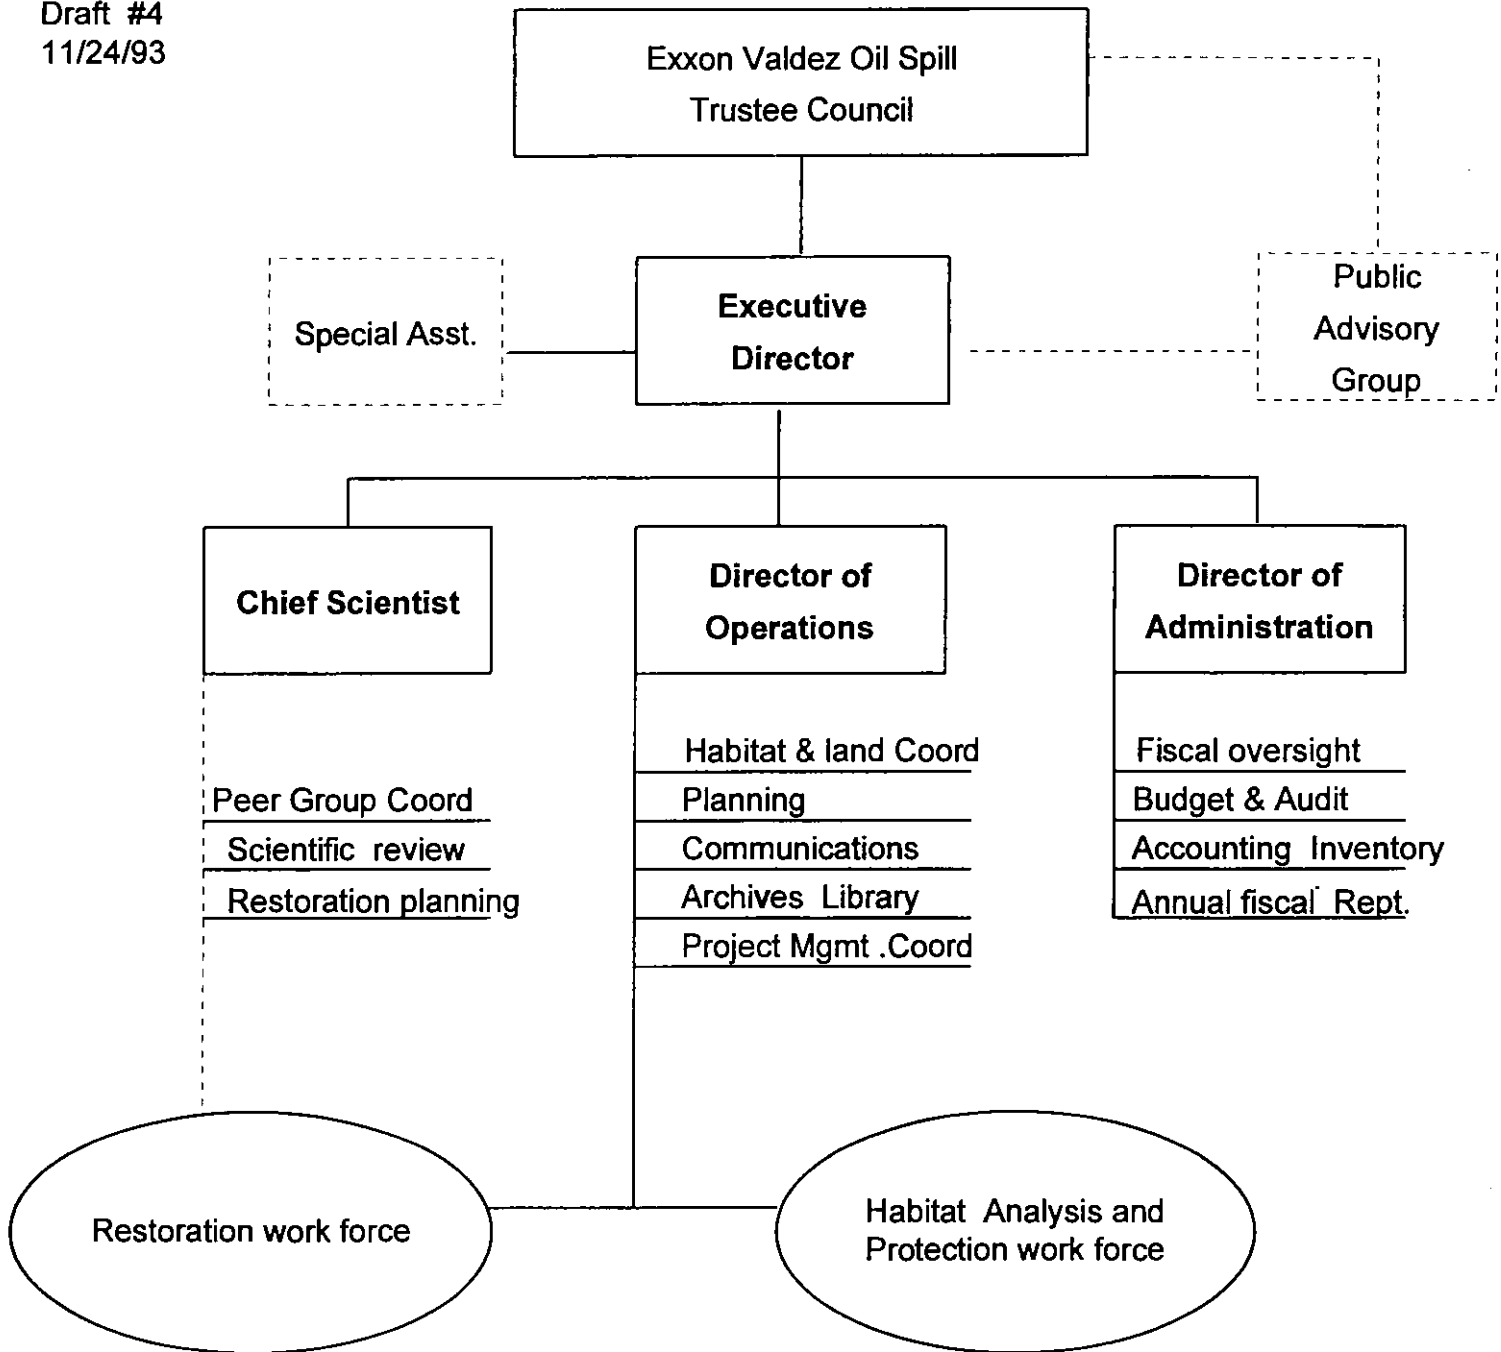 Draft #4
11/24/93
Exxon Valdez Oil Spill
Trustee Council
Special Asst.
Executive
Director
Public
Advisory
Group
Chief Scientist
Director of
Operations
Director of
Administration
Peer Group Coord
Scientific review
Restoration planning
Habitat & land Coord
Planning
Communications
Archives Library
Project Mgmt .Coord
Fiscal oversight
Budget & Audit
Accounting Inventory
Annual fiscal Rept.
Restoration work force
Habitat Analysis and
Protection work force